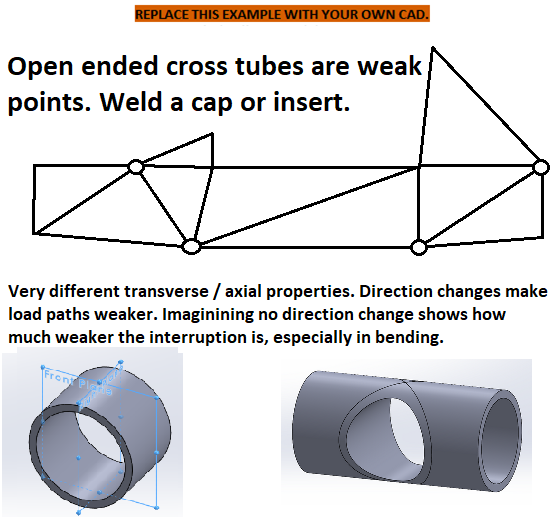 REPLACE THIS EXAMPLE WITH YOUR OWN CAD.
Open ended cross tubes are weak
points. Weld a cap or insert.
Very different transverse / axial properties. Direction changes make
load paths weaker. Imaginining no direction change shows how
much weaker the interruption is, especially in bending.